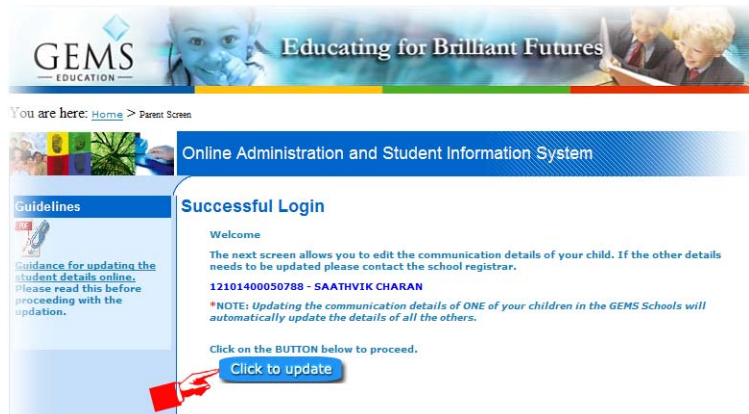 GEMS
EDUCATION
Educating for Brilliant Futures
You are here: Home > Parent Screen
Online Administration and Student Information System
Guidelines
PDF
Guidance for updating the
student details online.
Please read this before
proceeding with the
updation.
Successful Login
Welcome
The next screen allows you to edit the communication details of your child. If the other details
needs to be updated please contact the school registrar.
12101400050788 - SAATHVIK CHARAN
*NOTE: Updating the communication details of ONE of your children in the GEMS Schools will
automatically update the details of all the others.
Click on the BUTTON below to proceed.
Click to update